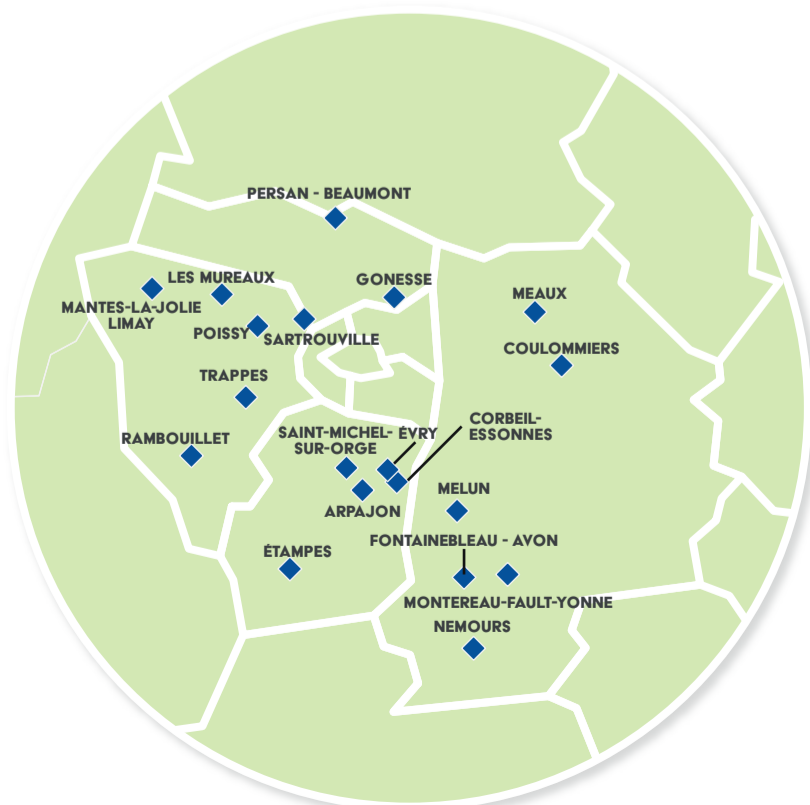 PERSAN - BEAUMONT
LES MUREAUX
GONESSE
MEAUX
MANTES-LA-JOLIE
LIMAY
POISSY
SARTROUVILLE
COULOMMIERS
TRAPPES
RAMBOUILLET
SAINT-MICHEL-
SUR-ORGE
ÉVRY
CORBEIL-
ESSONNES
MELUN
ARPAJON
FONTAINEBLEAU - AVON
ÉTAMPES
MONTEREAU-FAULT-YONNE
NEMOURS